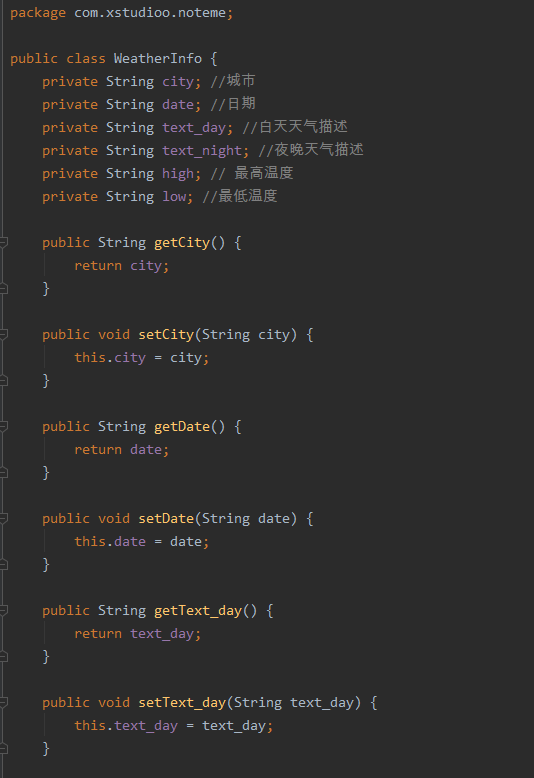 package com.xstudioo.noteme;
public class WeatherInfo {
private String city; //城市
private String date; //日期
private String text_day; //白天天气描述
private String text_night; //夜晚天气描述
private String high; // 最高温度
private String low; //最低温度
public String getCity() {
return city;
}
public void setCity(String city) {
this.city = city;
}
public String getDate() {
return date;
}
public void setDate(String date) {
this.date = date;
}
public String getText_day() {
return text_day;
}
public void setText_day(String text_day) {
this.text_day = text_day;
}